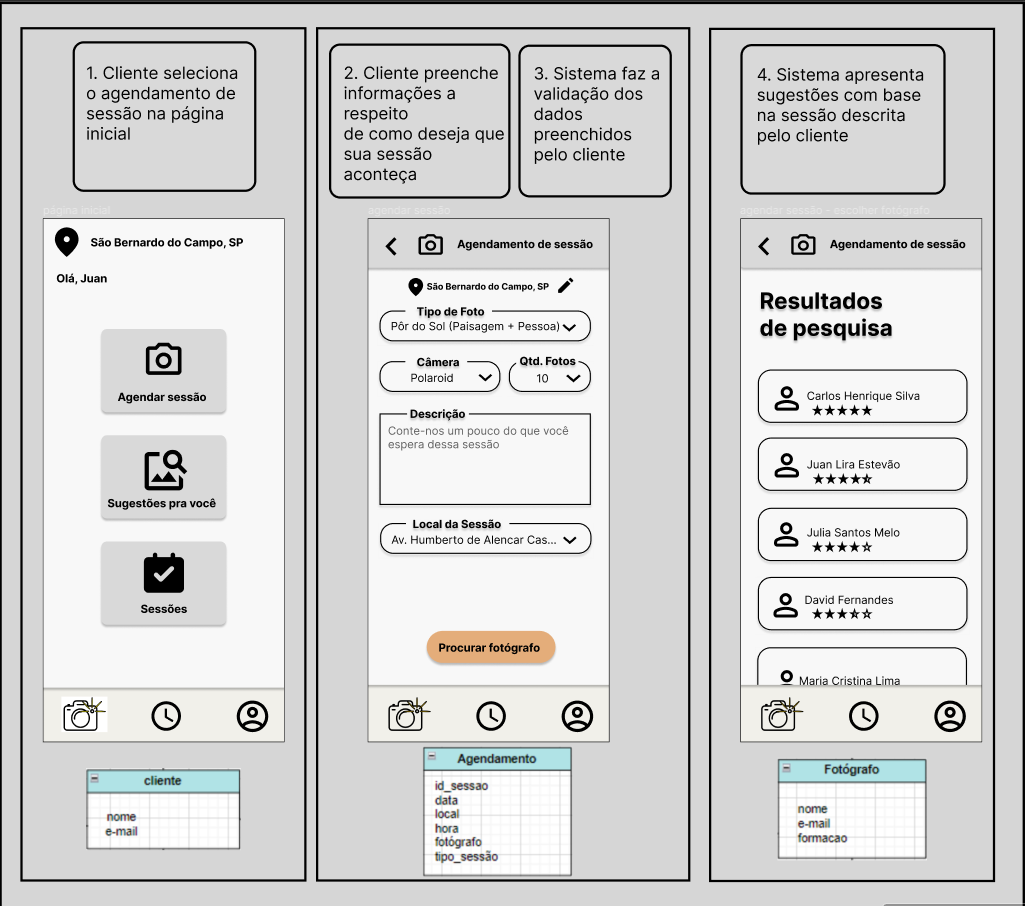 1. Cliente seleciona
o agendamento de
sessão na página
inicial
pagina inicial
São Bernardo do Campo, SP
Olá, Juan
Agendar sessão
Sugestões pra você
Sessões
cliente
nome
e-mail
2. Cliente preenche
informações a
respeito
de como deseja que
sua sessão
aconteça
3. Sistema faz a
validação dos
dados
preenchidos
pelo cliente
agendar sessão
Agendamento de sessão
São Bernardo do Campo, SP
Tipo de Foto
Pôr do Sol (Paisagem + Pessoa)
Câmera
Polaroid
Qtd. Fotos
10
Descrição
Conte-nos um pouco do que você
espera dessa sessão
Local da Sessão
Av. Humberto de Alencar Cas...
Procurar fotógrafo
Agendamento
id_sessao
data
local
hora
fotógrafo
tipo_sessão
4. Sistema apresenta
sugestões com base
na sessão descrita
pelo cliente
agendar sessão - escolher fotógrafo
Agendamento de sessão
Resultados
de pesquisa
Carlos Henrique Silva
Juan Lira Estevão
Julia Santos Melo
David Fernandes
Maria Cristina Lima
Fotógrafo
nome
e-mail
formacao